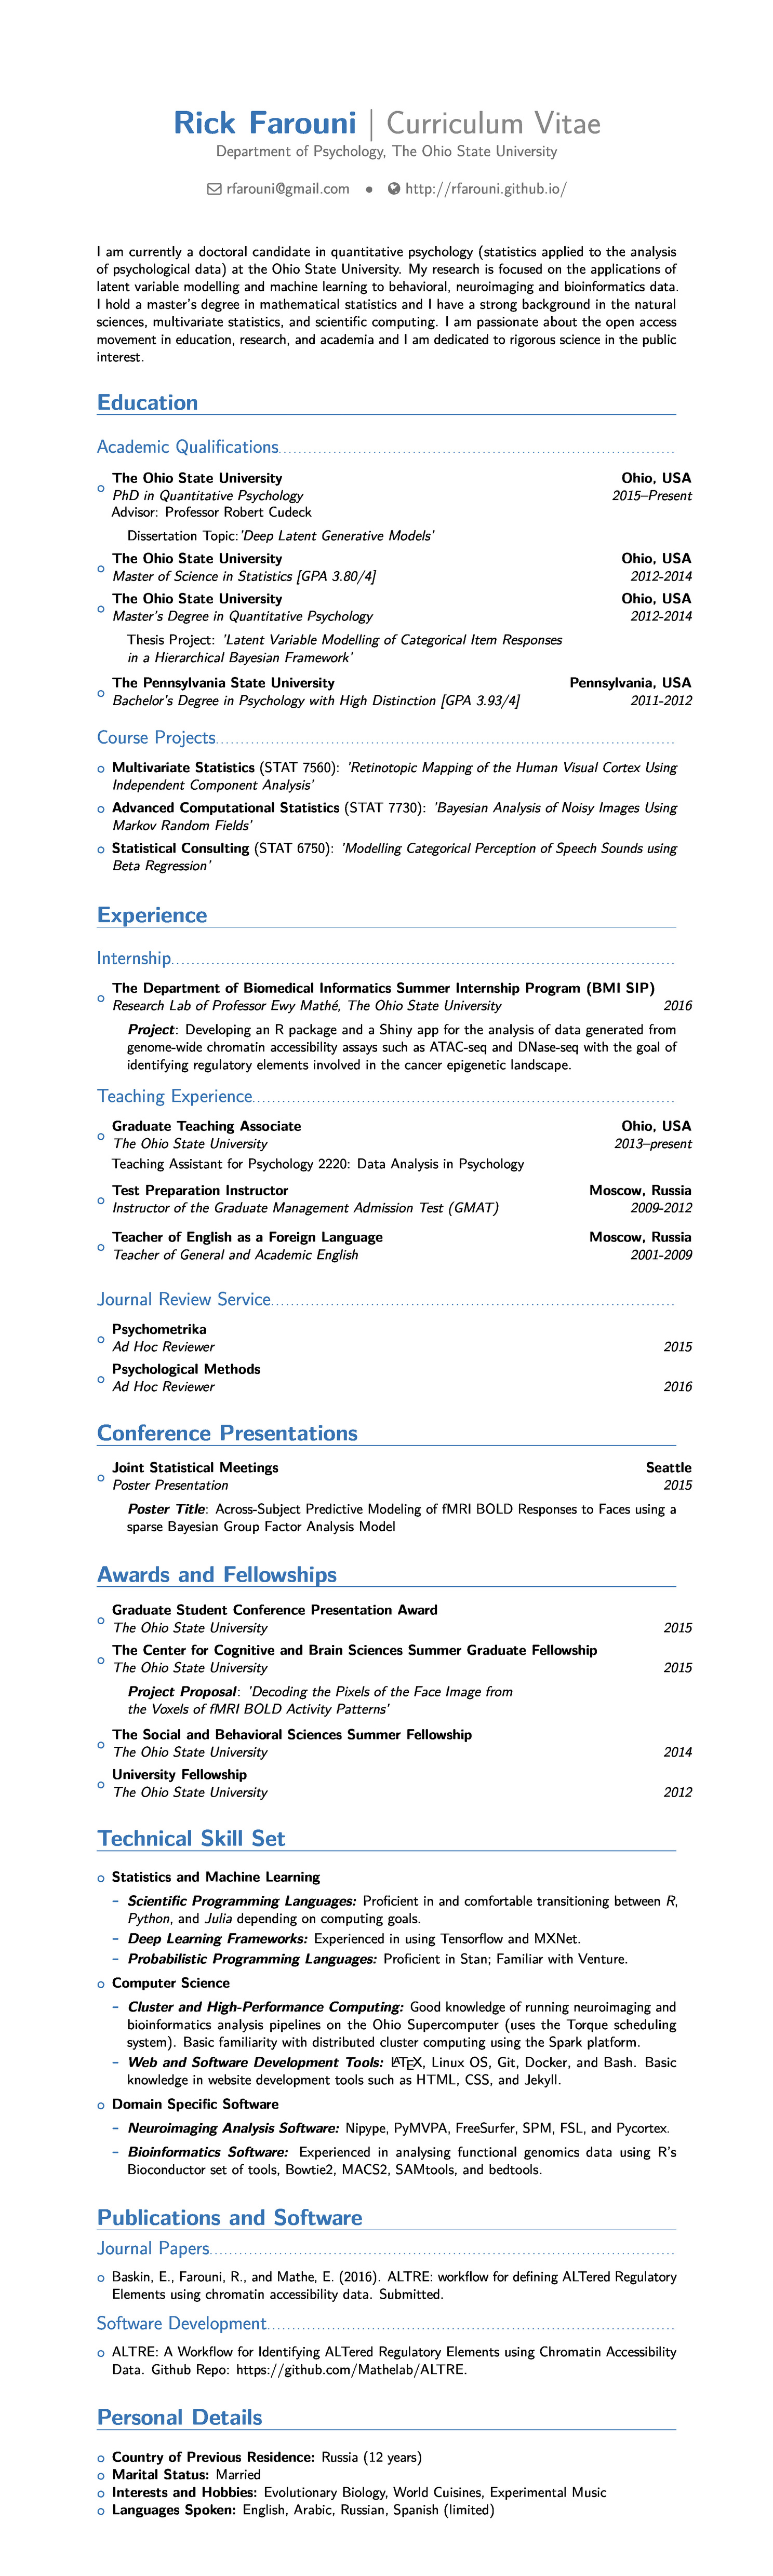 Rick Farouni | Curriculum Vitae
Department of Psychology, The Ohio State University
rfarouni@gmail.com • http://rfarouni.github.io/
I am currently a doctoral candidate in quantitative psychology (statistics applied to the analysis
of psychological data) at the Ohio State University. My research is focused on the applications of
latent variable modelling and machine learning to behavioral, neuroimaging and bioinformatics data.
I hold a master's degree in mathematical statistics and I have a strong background in the natural
sciences, multivariate statistics, and scientific computing. I am passionate about the open access
movement in education, research, and academia and I am dedicated to rigorous science in the public
interest.
Education
Academic Qualifications
The Ohio State University Ohio, USA
PhD in Quantitative Psychology 2015–Present
Advisor: Professor Robert Cudeck
Dissertation Topic:'Deep Latent Generative Models'
The Ohio State University Ohio, USA
Master of Science in Statistics [GPA 3.80/4] 2012-2014
The Ohio State University Ohio, USA
Master's Degree in Quantitative Psychology 2012-2014
Thesis Project: 'Latent Variable Modelling of Categorical Item Responses
in a Hierarchical Bayesian Framework'
The Pennsylvania State University Pennsylvania, USA
Bachelor's Degree in Psychology with High Distinction [GPA 3.93/4] 2011-2012
Course Projects
Multivariate Statistics (STAT 7560): 'Retinotopic Mapping of the Human Visual Cortex Using
Independent Component Analysis'
Advanced Computational Statistics (STAT 7730): 'Bayesian Analysis of Noisy Images Using
Markov Random Fields'
Statistical Consulting (STAT 6750): 'Modelling Categorical Perception of Speech Sounds using
Beta Regression'
Experience
Internship
The Department of Biomedical Informatics Summer Internship Program (BMI SIP)
Research Lab of Professor Ewy Mathé, The Ohio State University 2016
Project: Developing an R package and a Shiny app for the analysis of data generated from
genome-wide chromatin accessibility assays such as ATAC-seq and DNase-seq with the goal of
identifying regulatory elements involved in the cancer epigenetic landscape.
Teaching Experience
Graduate Teaching Associate Ohio, USA
The Ohio State University 2013–present
Teaching Assistant for Psychology 2220: Data Analysis in Psychology
Test Preparation Instructor Moscow, Russia
Instructor of the Graduate Management Admission Test (GMAT) 2009-2012
Teacher of English as a Foreign Language Moscow, Russia
Teacher of General and Academic English 2001-2009
Journal Review Service
Psychometrika
Ad Hoc Reviewer 2015
Psychological Methods
Ad Hoc Reviewer 2016
Conference Presentations
Joint Statistical Meetings Seattle
Poster Presentation 2015
Poster Title: Across-Subject Predictive Modeling of fMRI BOLD Responses to Faces using a
sparse Bayesian Group Factor Analysis Model
Awards and Fellowships
Graduate Student Conference Presentation Award
The Ohio State University 2015
The Center for Cognitive and Brain Sciences Summer Graduate Fellowship
The Ohio State University 2015
Project Proposal: 'Decoding the Pixels of the Face Image from
the Voxels of fMRI BOLD Activity Patterns'
The Social and Behavioral Sciences Summer Fellowship
The Ohio State University 2014
University Fellowship
The Ohio State University 2012
Technical Skill Set
Statistics and Machine Learning
– Scientific Programming Languages: Proficient in and comfortable transitioning between R,
Python, and Julia depending on computing goals.
– Deep Learning Frameworks: Experienced in using Tensorflow and MXNet.
– Probabilistic Programming Languages: Proficient in Stan; Familiar with Venture.
Computer Science
– Cluster and High-Performance Computing: Good knowledge of running neuroimaging and
bioinformatics analysis pipelines on the Ohio Supercomputer (uses the Torque scheduling
system). Basic familiarity with distributed cluster computing using the Spark platform.
– Web and Software Development Tools: LATEX, Linux OS, Git, Docker, and Bash. Basic
knowledge in website development tools such as HTML, CSS, and Jekyll.
Domain Specific Software
– Neuroimaging Analysis Software: Nipype, PyMVPA, FreeSurfer, SPM, FSL, and Pycortex.
– Bioinformatics Software: Experienced in analysing functional genomics data using R's
Bioconductor set of tools, Bowtie2, MACS2, SAMtools, and bedtools.
Publications and Software
Journal Papers
Baskin, E., Farouni, R., and Mathe, E. (2016). ALTRE: workflow for defining ALTered Regulatory
Elements using chromatin accessibility data. Submitted.
Software Development
ALTRE: A Workflow for Identifying ALTered Regulatory Elements using Chromatin Accessibility
Data. Github Repo: https://github.com/Mathelab/ALTRE.
Personal Details
Country of Previous Residence: Russia (12 years)
Marital Status: Married
Interests and Hobbies: Evolutionary Biology, World Cuisines, Experimental Music
Languages Spoken: English, Arabic, Russian, Spanish (limited)